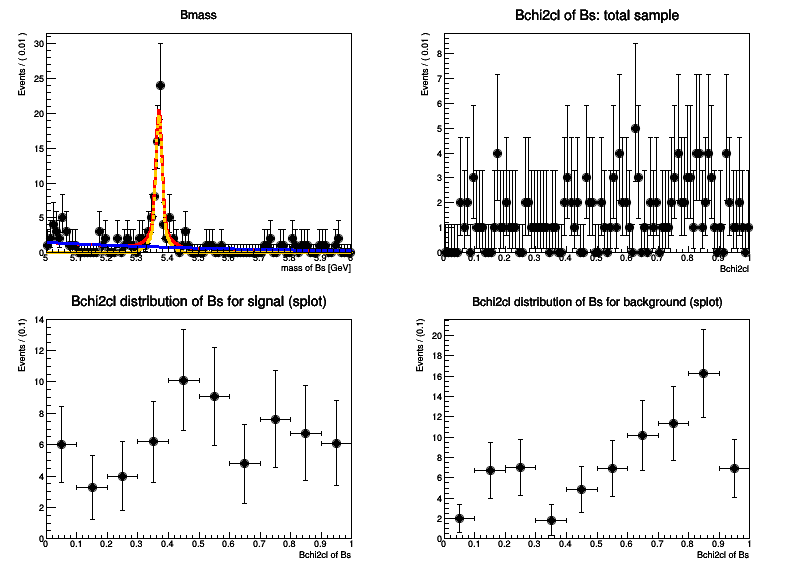 Bmass
Events / ( 0.01 )
30
25
20
15
10
5
0
5 5.1 5.2 5.3 5.4 5.5 5.6 5.7 5.8 5.9 6
mass of Bs [GeV]
Bchi2cl of Bs: total sample
Events / ( 0.01 )
8
7
6
5
4
3
2
1
0
0 0.1 0.2 0.3 0.4 0.5 0.6 0.7 0.8 0.9 1
Bchi2cl
Bchi2cl distribution of Bs for signal (splot)
Events / (0.1)
14
12
10
8
6
4
2
0
0 0.1 0.2 0.3 0.4 0.5 0.6 0.7 0.8 0.9 1
Bchi2cl of Bs
Bchi2cl distribution of Bs for background (splot)
Events / (0.1)
20
18
16
14
12
10
8
6
4
2
0
0 0.1 0.2 0.3 0.4 0.5 0.6 0.7 0.8 0.9 1
Bchi2cl of Bs